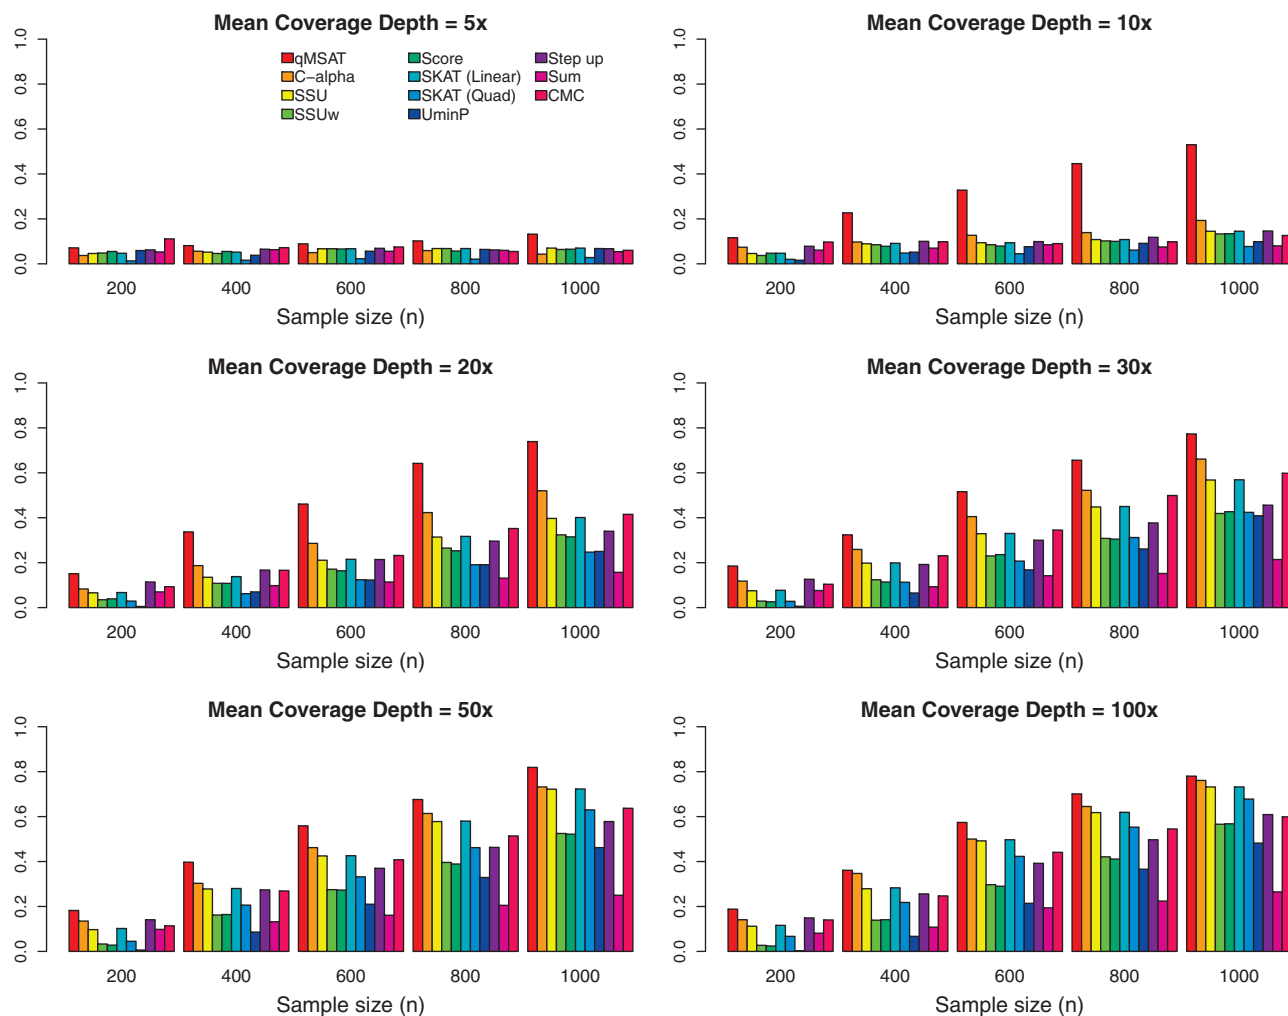 Mean Coverage Depth = 5x
1.0
0.8
0.6
0.4
0.2
0.0
qMSAT
C−alpha
SSU
SSUw
Score
SKAT (Linear)
SKAT (Quad)
UminP
Step up
Sum
CMC
200 400 600 800 1000
Sample size (n)
Mean Coverage Depth = 10x
1.0
0.8
0.6
0.4
0.2
0.0
200 400 600 800 1000
Sample size (n)
Mean Coverage Depth = 20x
1.0
0.8
0.6
0.4
0.2
0.0
200 400 600 800 1000
Sample size (n)
Mean Coverage Depth = 30x
1.0
0.8
0.6
0.4
0.2
0.0
200 400 600 800 1000
Sample size (n)
Mean Coverage Depth = 50x
1.0
0.8
0.6
0.4
0.2
0.0
200 400 600 800 1000
Sample size (n)
Mean Coverage Depth = 100x
1.0
0.8
0.6
0.4
0.2
0.0
200 400 600 800 1000
Sample size (n)